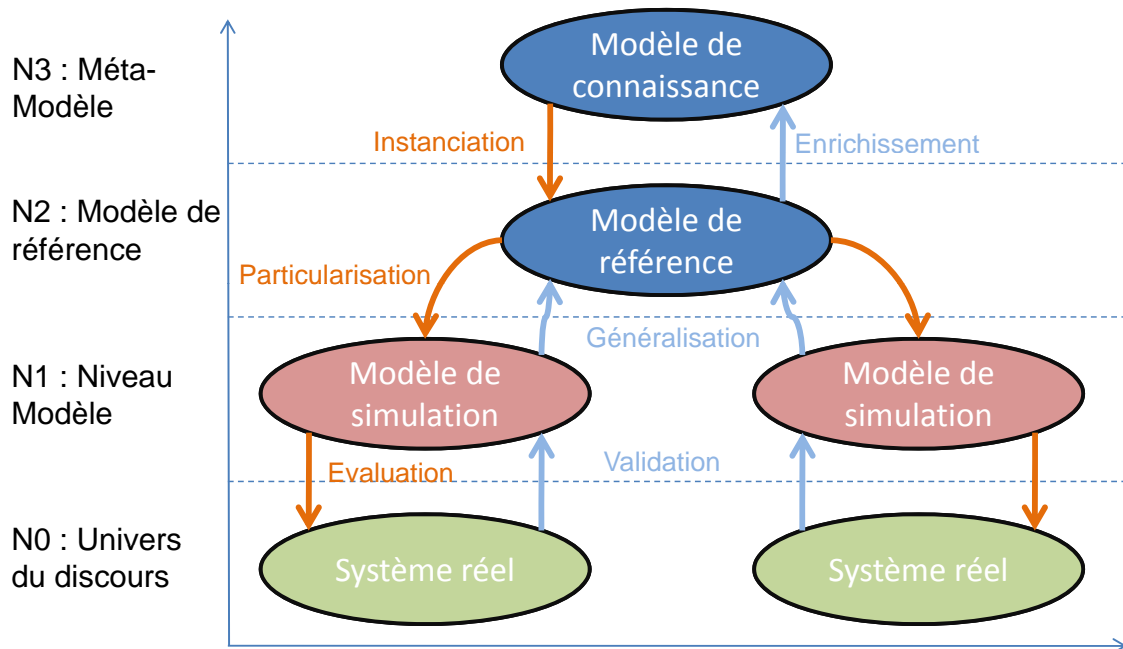 N3 : Méta-
Modèle
Modèle de
connaissance
Instanciation
Enrichissement
N2 : Modèle de
référence
Modèle de
référence
Particularisation
Généralisation
N1 : Niveau
Modèle
Modèle de
simulation
Modèle de
simulation
Evaluation
Validation
N0 : Univers
du discours
Système réel
Système réel